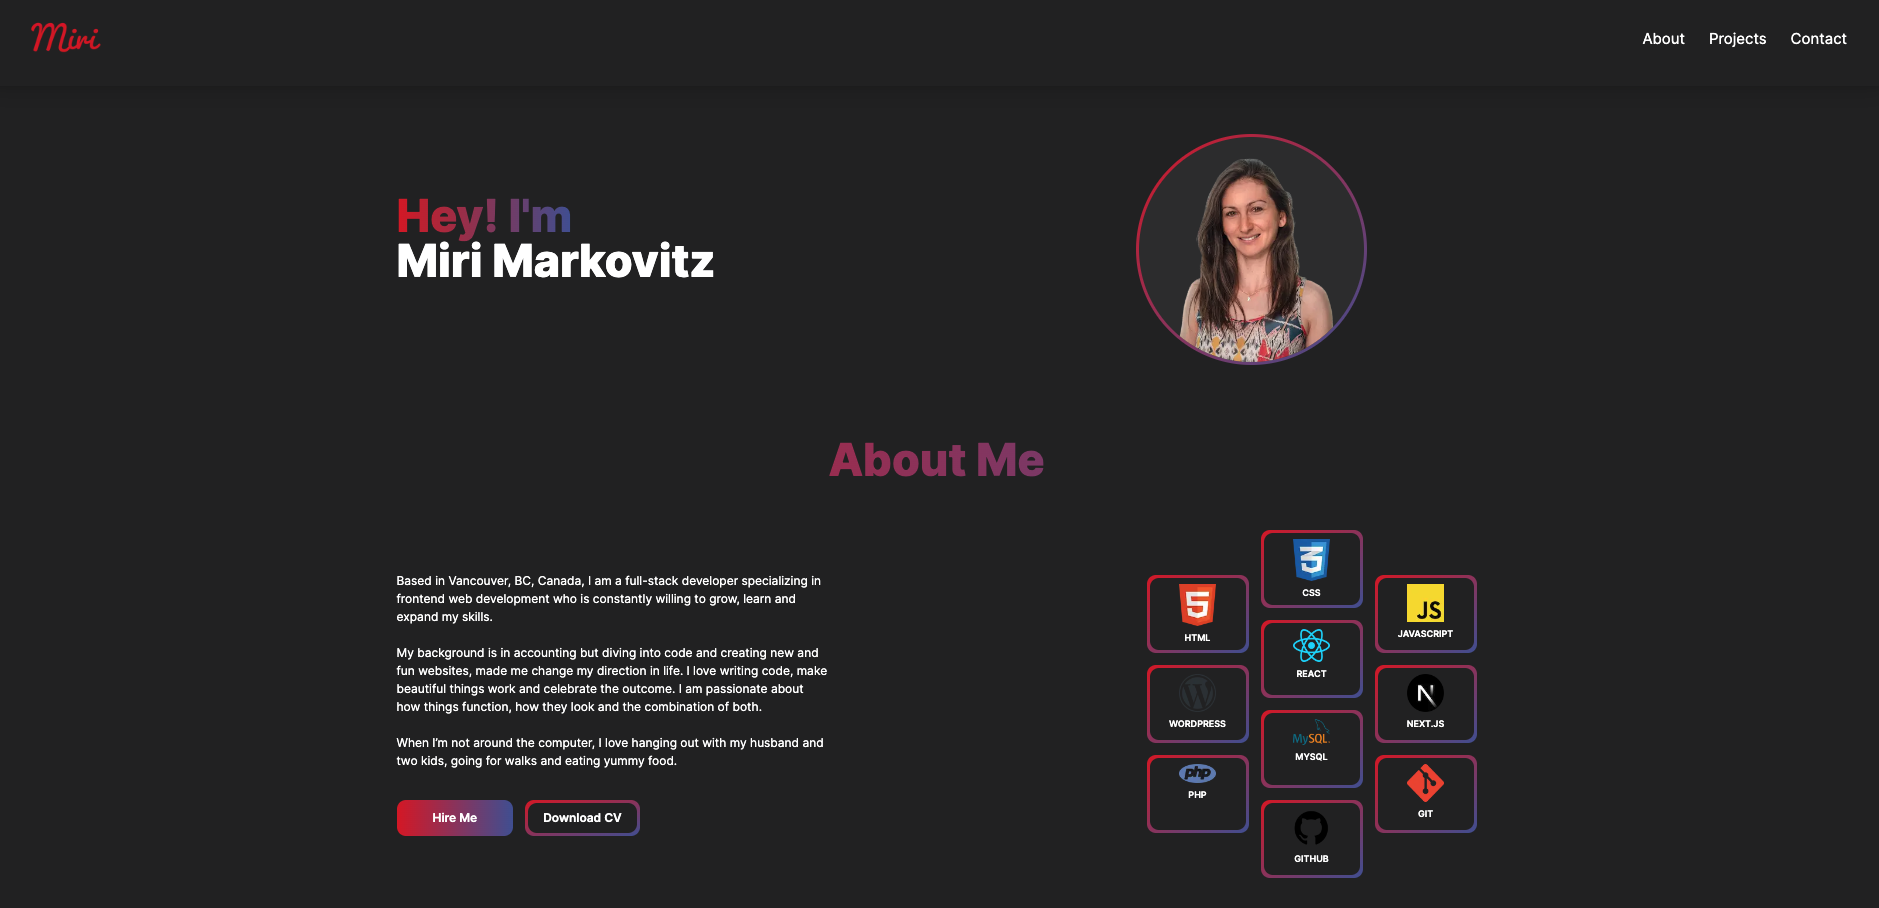 Miri
About
Projects
Contact
Hey! I'm
Miri Markovitz
About Me
Based in Vancouver, BC, Canada, I am a full-stack developer specializing in
frontend web development who is constantly willing to grow, learn and
expand my skills.
My background is in accounting but diving into code and creating new and
fun websites, made me change my direction in life. I love writing code, make
beautiful things work and celebrate the outcome. I am passionate about
how things function, how they look and the combination of both.
When I’m not around the computer, I love hanging out with my husband and
two kids, going for walks and eating yummy food.
Hire Me
Download CV
3
CSS
5
HTML
JS
JAVASCRIPT
REACT
W
WORDPRESS
N
NEXT.JS
MySQL
MYSQL
php
PHP
GIT
GITHUB